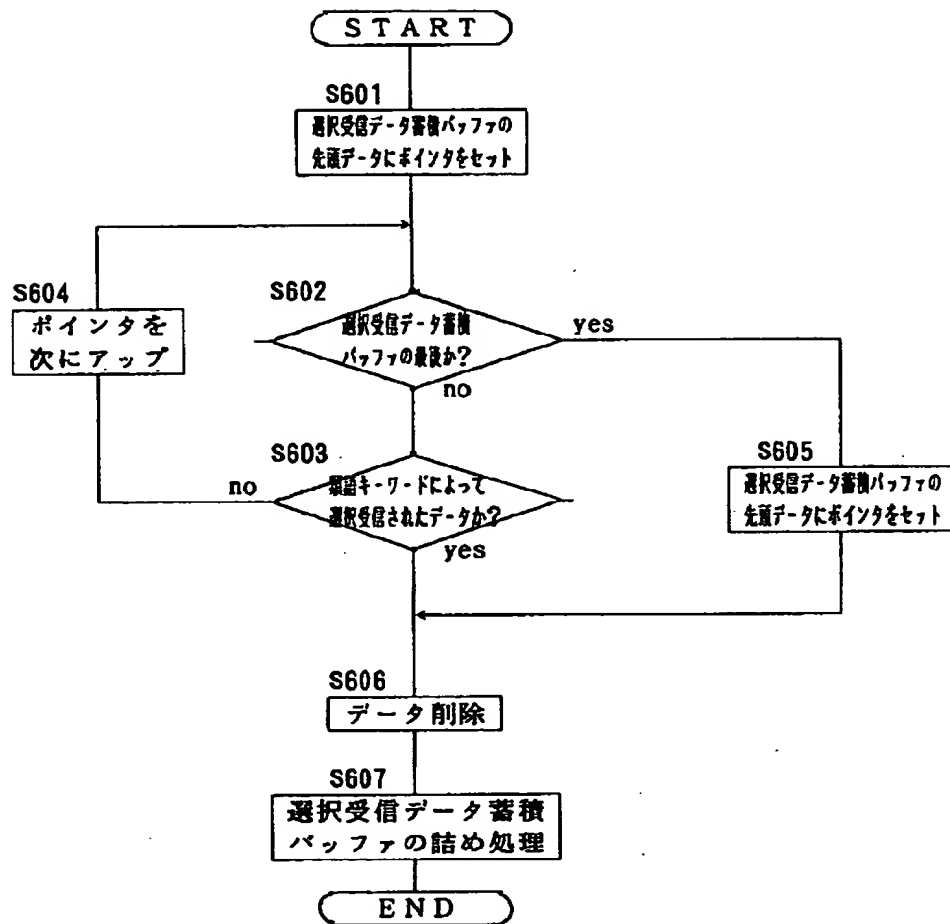 START
S601
選択受信データ蓄積バッファの
先頭データにポインタをセット
S604
ポインタを
次にアップ
S602
選択受信データ蓄積
バッファの最後か?
yes
no
S603
類語キーワードによって
選択受信されたデータか?
no
yes
S605
選択受信データ蓄積バッファの
先頭データにポインタをセット
S606
データ削除
S607
選択受信データ蓄積
バッファの詰め処理
END